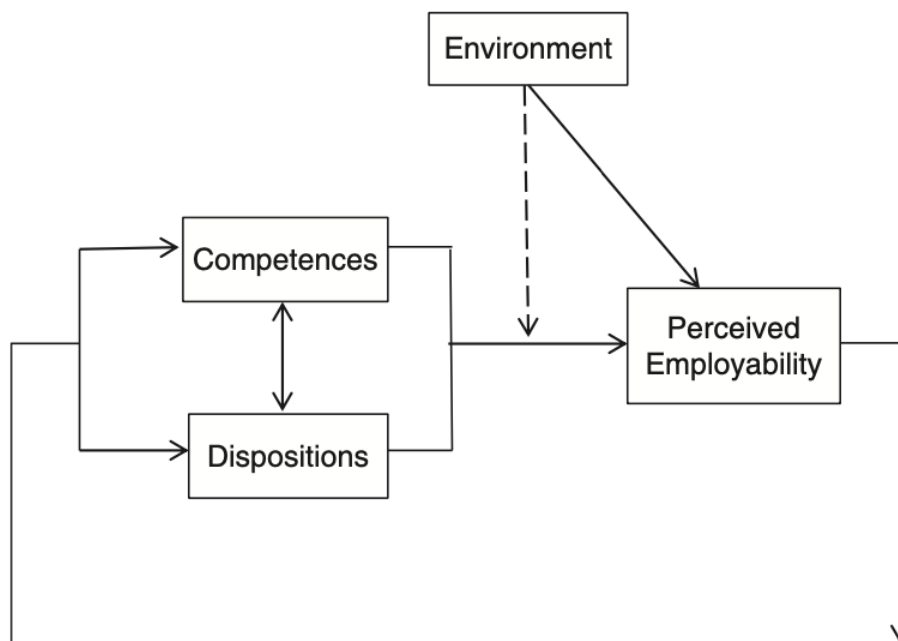 Environment
Competences
Perceived
Employability
Dispositions